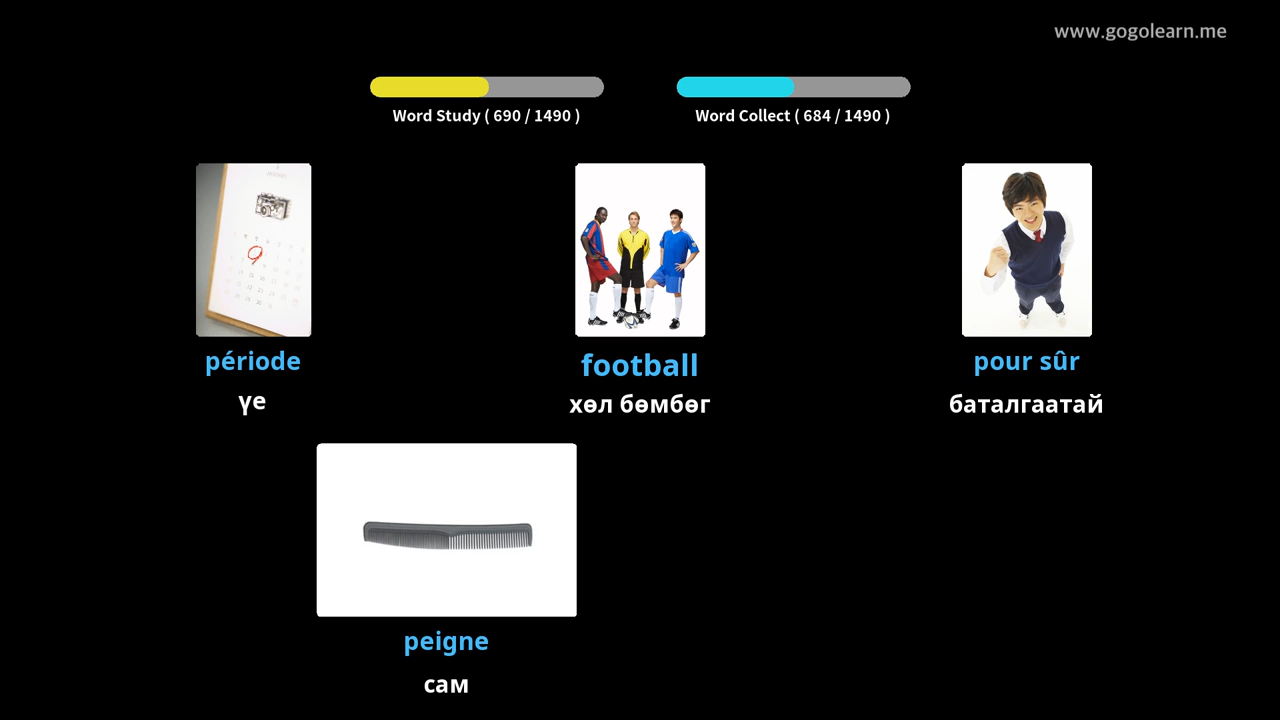 www.gogolearn.me
Word Study ( 690 / 1490 )
Word Collect ( 684 / 1490 )
période
football
pour sûr
үе
хөл бөмбөг
баталгаатай
peigne
сам